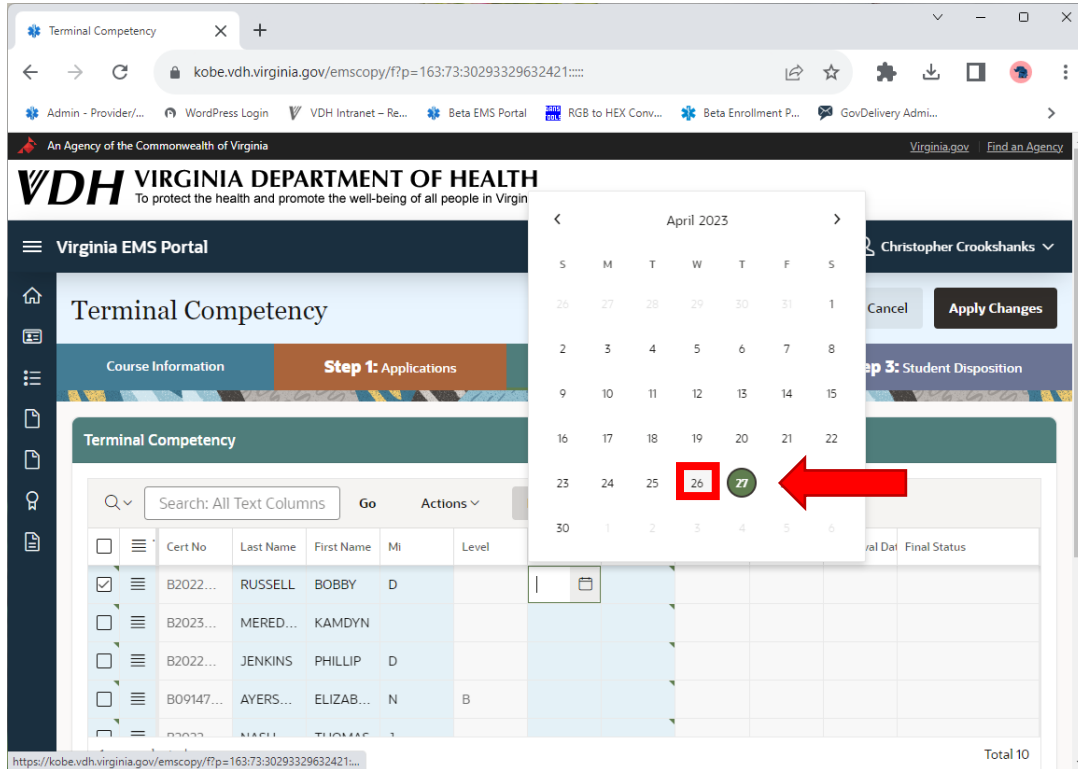 Terminal Competency
kobe.vdh.virginia.gov/emscopy/f?p=163:73:30293329632421:::::
Admin - Provider/... WordPress Login VDH Intranet – Re... Beta EMS Portal RGB to HEX Conv... Beta Enrollment P... GovDelivery Admi...
An Agency of the Commonwealth of Virginia Virginia.gov Find an Agency
VDH VIRGINIA DEPARTMENT OF HEALTH
To protect the health and promote the well-being of all people in Virgin
Virginia EMS Portal Christopher Crookshanks
Terminal Competency Cancel Apply Changes
Course Information Step 1: Applications ep 3: Student Disposition
April 2023
S M T W T F S
26 27 28 29 30 31 1
2 3 4 5 6 7 8
9 10 11 12 13 14 15
16 17 18 19 20 21 22
23 24 25 26 27
30 1 2 3 4 5 6
Terminal Competency
Search: All Text Columns Go Actions
Cert No Last Name First Name Mi Level val Dat Final Status
B2022... RUSSELL BOBBY D
B2023... MERED... KAMDYN
B2022... JENKINS PHILLIP D
B09147... AYERS... ELIZAB... N B
Total 10
https://kobe.vdh.virginia.gov/emscopy/f?p=163:73:30293329632421:...